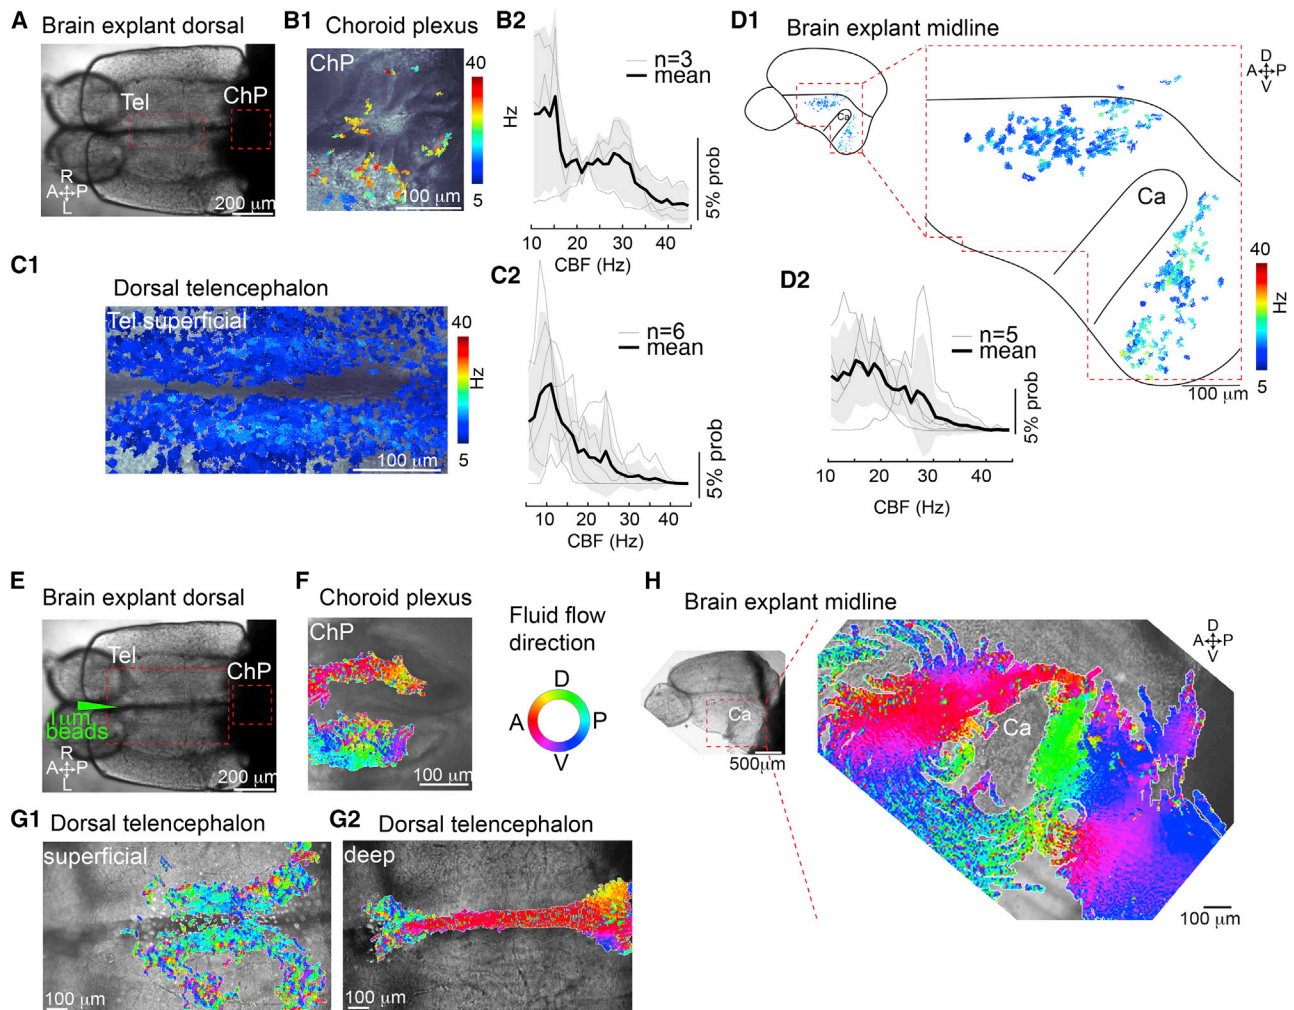 A
Brain explant dorsal
Tel
ChP
R
A P
L
200 µm
B1 Choroid plexus
ChP
100 µm
40
Hz
5
B2
n=3
mean
5% prob
10 20 30 40
CBF (Hz)
C1
Dorsal telencephalon
Tel superficial
100 µm
40
Hz
5
C2
n=6
mean
5% prob
10 20 30 40
CBF (Hz)
D1 Brain explant midline
Ca
Ca
D
A P
V
40
Hz
5
100 µm
D2
n=5
mean
5% prob
10 20 30 40
CBF (Hz)
E
Brain explant dorsal
Tel
ChP
1µm
beads
R
A P
L
200 µm
F Choroid plexus
ChP
100 µm
Fluid flow
direction
D
A P
V
G1 Dorsal telencephalon
superficial
100 µm
G2 Dorsal telencephalon
deep
100 µm
H
Brain explant midline
Ca
500µm
Ca
D
A P
V
100 µm